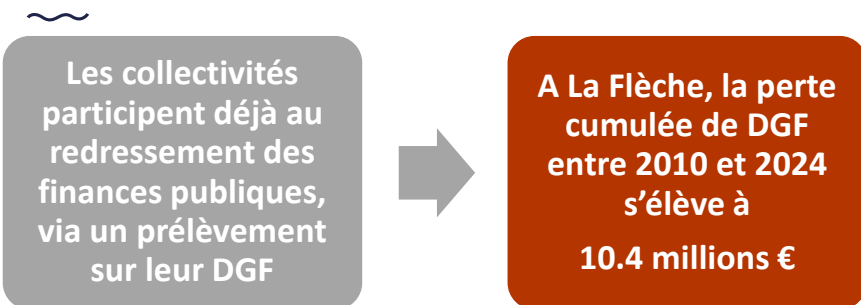 Les collectivités
participent déjà au
redressement des
finances publiques,
via un prélèvement
sur leur DGF
A La Flèche, la perte
cumulée de DGF
entre 2010 et 2024
s’élève à
10.4 millions €